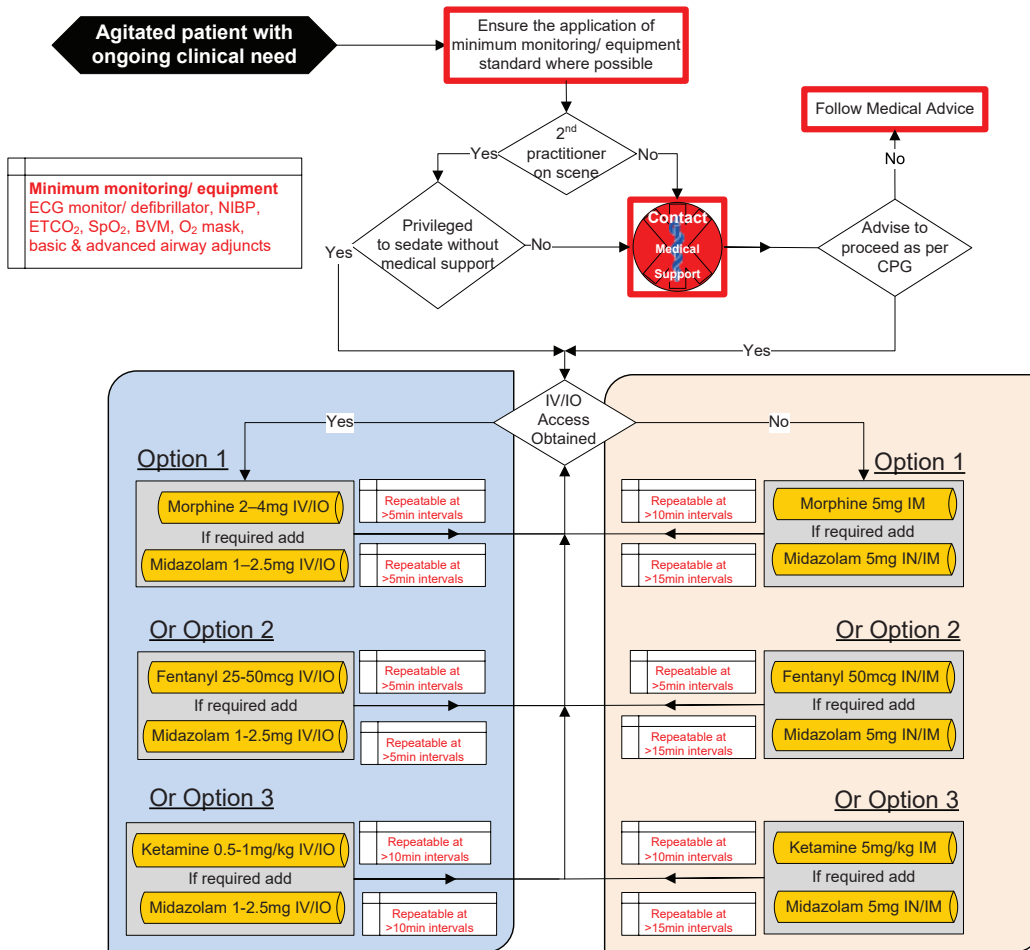 Agitated patient with
ongoing clinical need
Ensure the application of
minimum monitoring/ equipment
standard where possible
Follow Medical Advice
2nd
practitioner
on scene
Yes
No
No
Minimum monitoring/ equipment
ECG monitor/ defibrillator, NIBP,
ETCO₂, SpO₂, BVM, O₂ mask,
basic & advanced airway adjuncts
Privileged
to sedate without
medical support
Yes
No
Contact
Medical
Support
Advise to
proceed as per
CPG
Yes
IV/IO
Access
Obtained
Yes
No
Option 1
Morphine 2–4mg IV/IO
If required add
Midazolam 1–2.5mg IV/IO
Repeatable at
>5min intervals
Repeatable at
>5min intervals
Option 1
Repeatable at
>10min intervals
Repeatable at
>15min intervals
Morphine 5mg IM
If required add
Midazolam 5mg IN/IM
Or Option 2
Fentanyl 25-50mcg IV/IO
If required add
Midazolam 1-2.5mg IV/IO
Repeatable at
>5min intervals
Repeatable at
>5min intervals
Or Option 2
Repeatable at
>5min intervals
Repeatable at
>15min intervals
Fentanyl 50mcg IN/IM
If required add
Midazolam 5mg IN/IM
Or Option 3
Ketamine 0.5-1mg/kg IV/IO
If required add
Midazolam 1-2.5mg IV/IO
Repeatable at
>10min intervals
Repeatable at
>10min intervals
Or Option 3
Repeatable at
>10min intervals
Repeatable at
>15min intervals
Ketamine 5mg/kg IM
If required add
Midazolam 5mg IN/IM